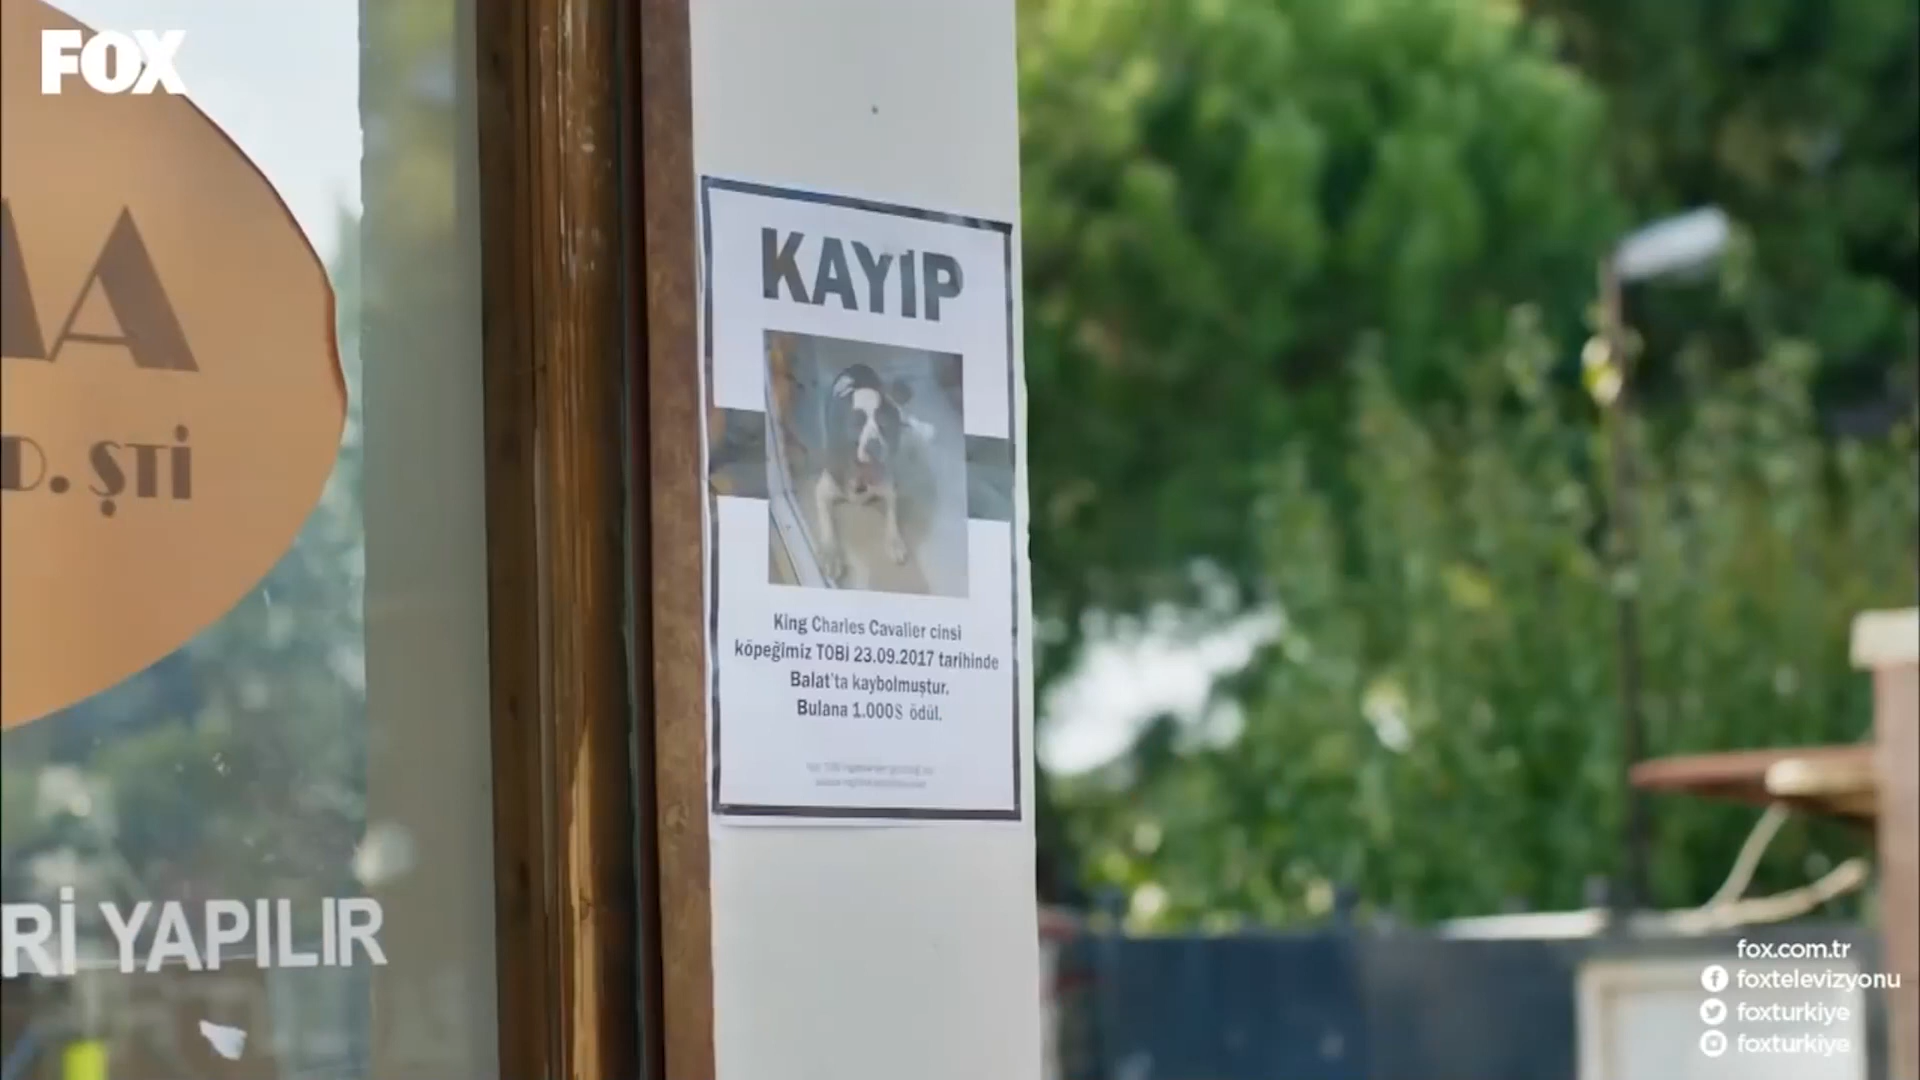 FOX
MA
D. ŞTİ
Rİ YAPILIR
KAYIP
King Charles Cavalier cinsi
köpeğimiz TOBİ 23.09.2017 tarihinde
Balat'ta kaybolmuştur.
Bulana 1.000$ ödül.
fox.com.tr
foxtelevizyonu
foxturkiye
foxturkiye